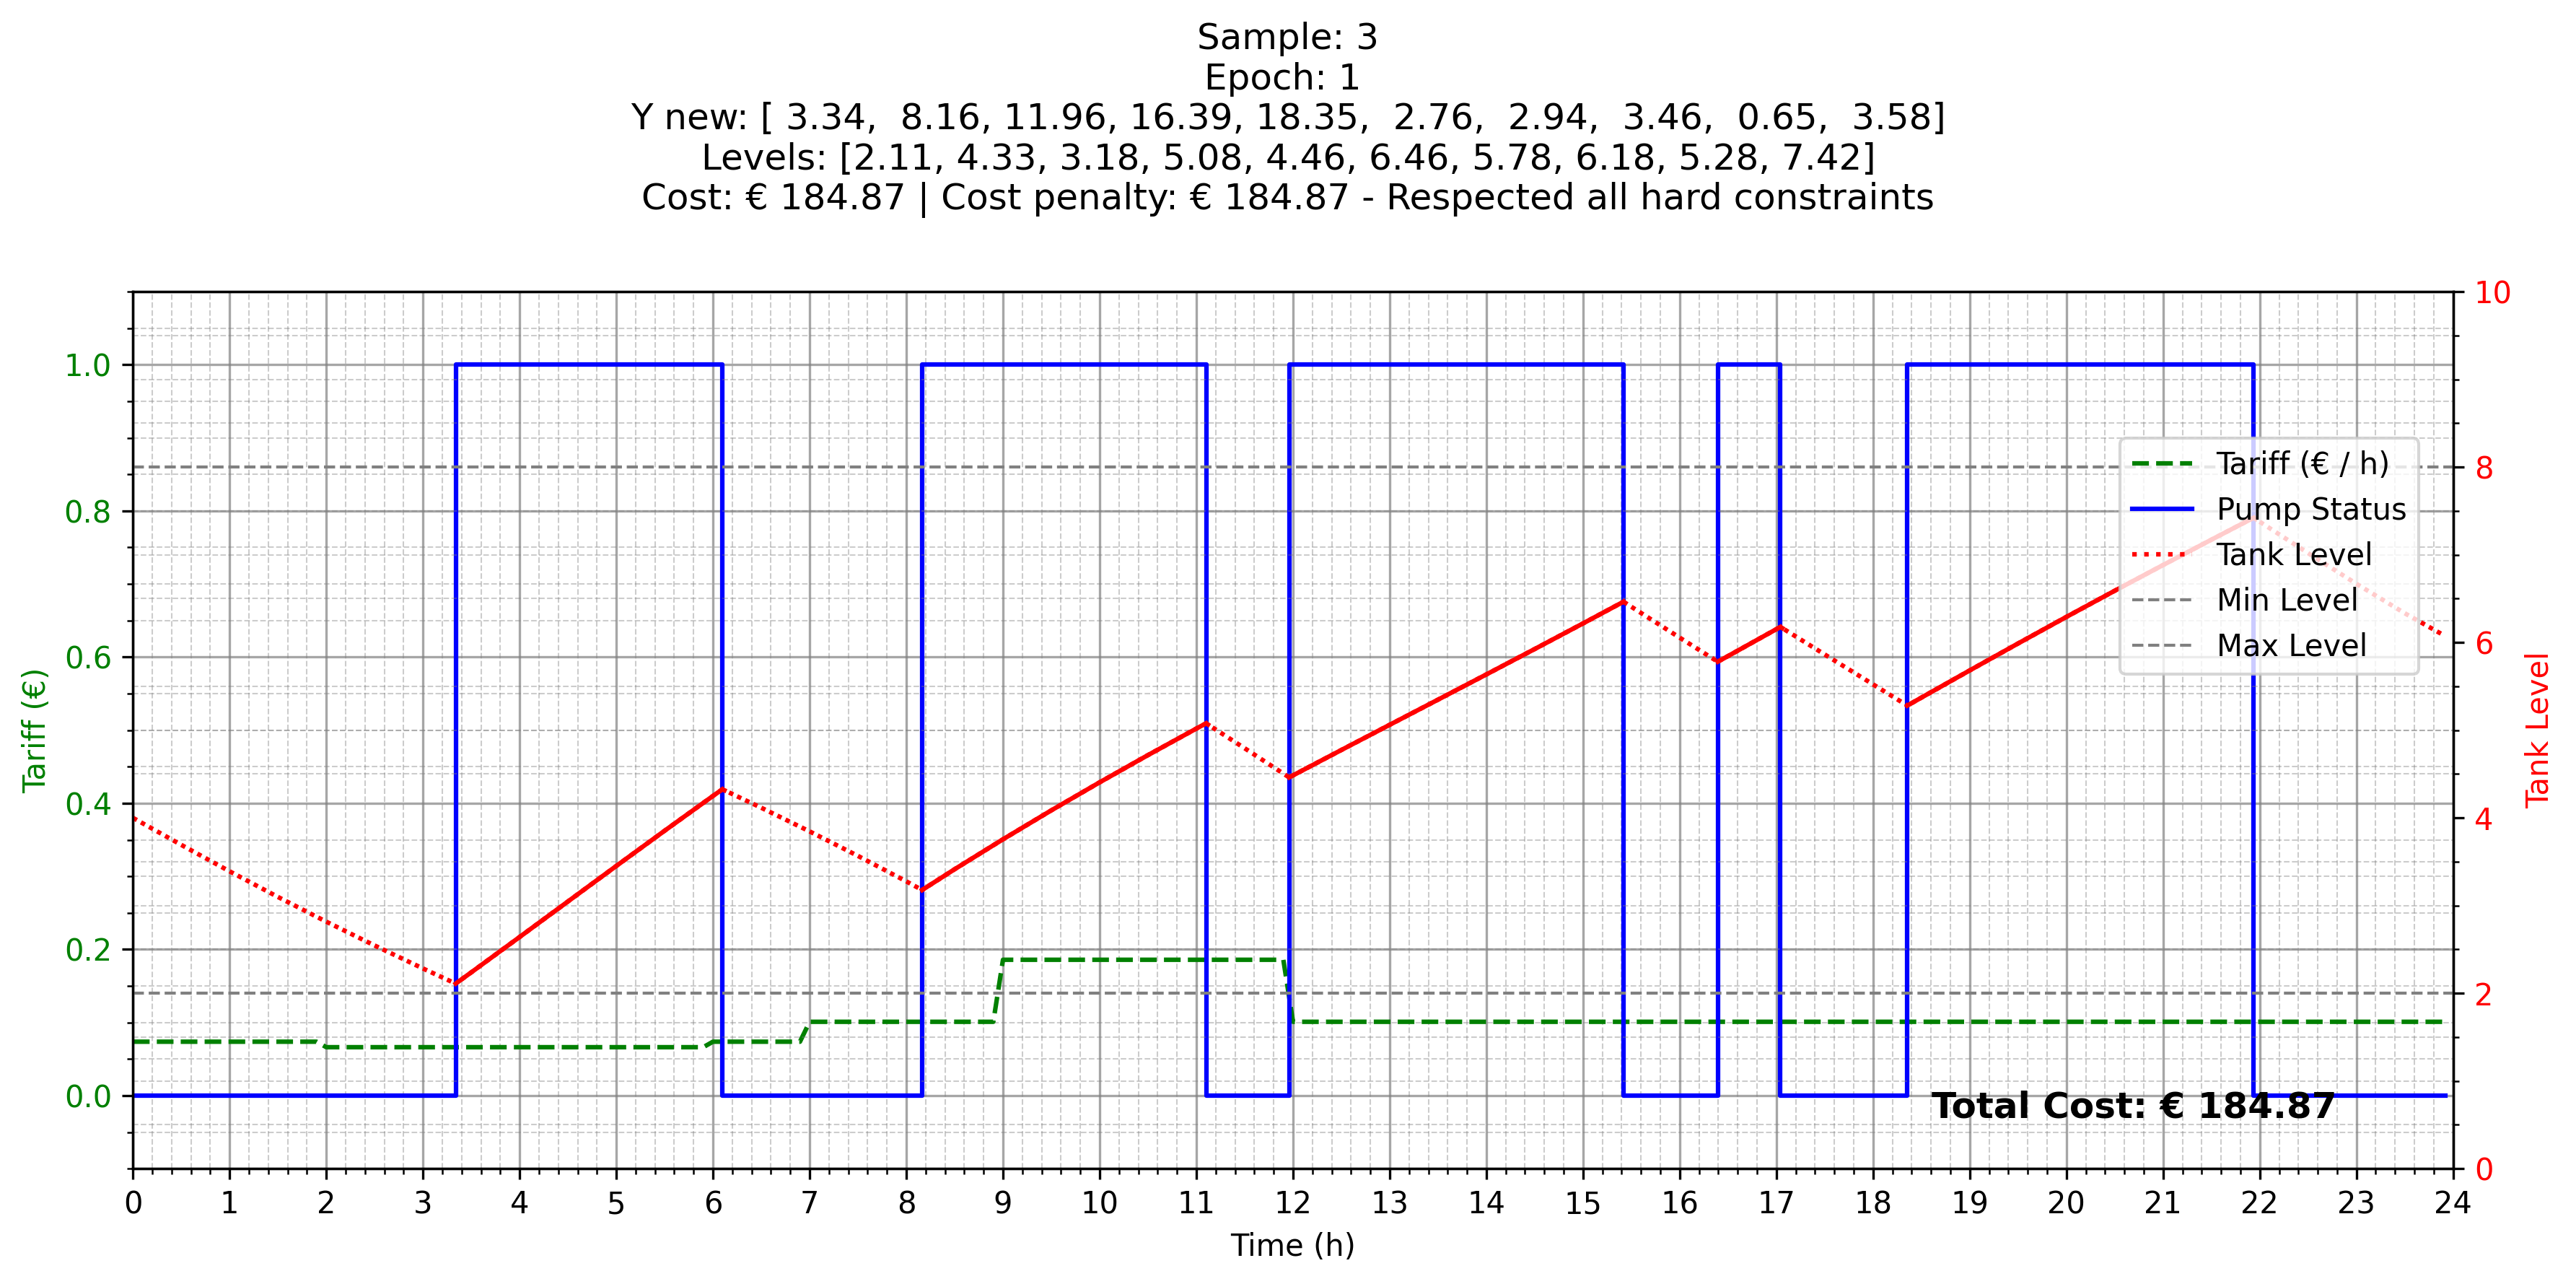 Sample: 3
Epoch: 1
Y new: [ 3.34,  8.16, 11.96, 16.39, 18.35,  2.76,  2.94,  3.46,  0.65,  3.58]
Levels: [2.11, 4.33, 3.18, 5.08, 4.46, 6.46, 5.78, 6.18, 5.28, 7.42]
Cost: € 184.87 | Cost penalty: € 184.87 - Respected all hard constraints
Tariff (€)
1.0
0.8
0.6
0.4
0.2
0.0
10
8
6
4
2
0
Tank Level
Tariff (€ / h)
Pump Status
Tank Level
Min Level
Max Level
Total Cost: € 184.87
0 1 2 3 4 5 6 7 8 9 10 11 12 13 14 15 16 17 18 19 20 21 22 23 24
Time (h)